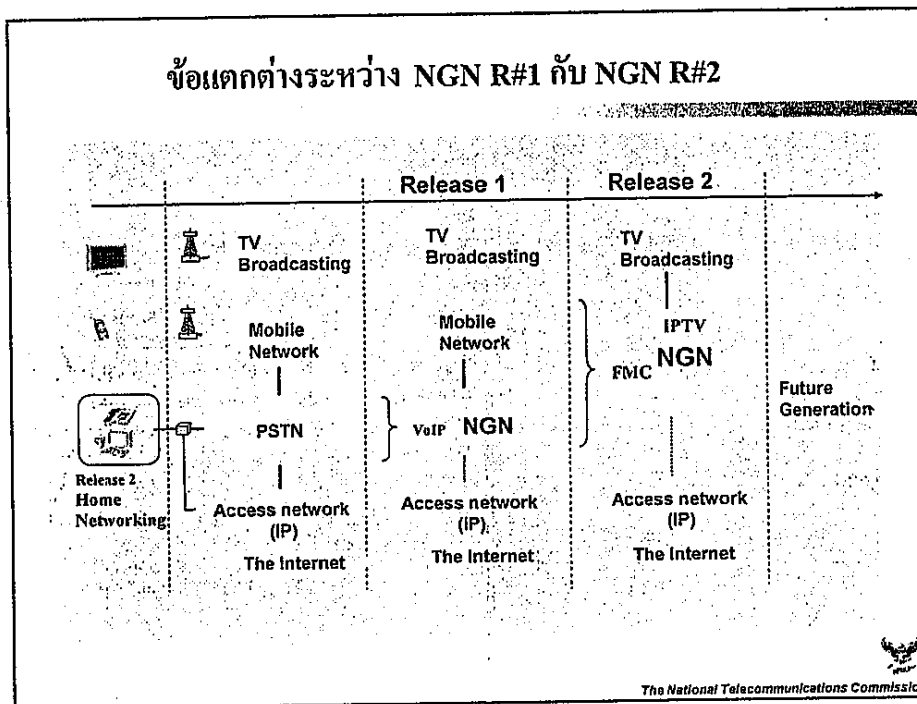 ข้อแตกต่างระหว่าง NGN R#1 กับ NGN R#2
Release 1
Release 2
TV
Broadcasting
Mobile
Network
PSTN
Access network
(IP)
The Internet
TV
Broadcasting
Mobile
Network
VoIP NGN
Access network
(IP)
The Internet
TV
Broadcasting
IPTV
FMC NGN
Access network
(IP)
The Internet
Future
Generation
Release 2
Home
Networking
The National Telecommunications Commissio